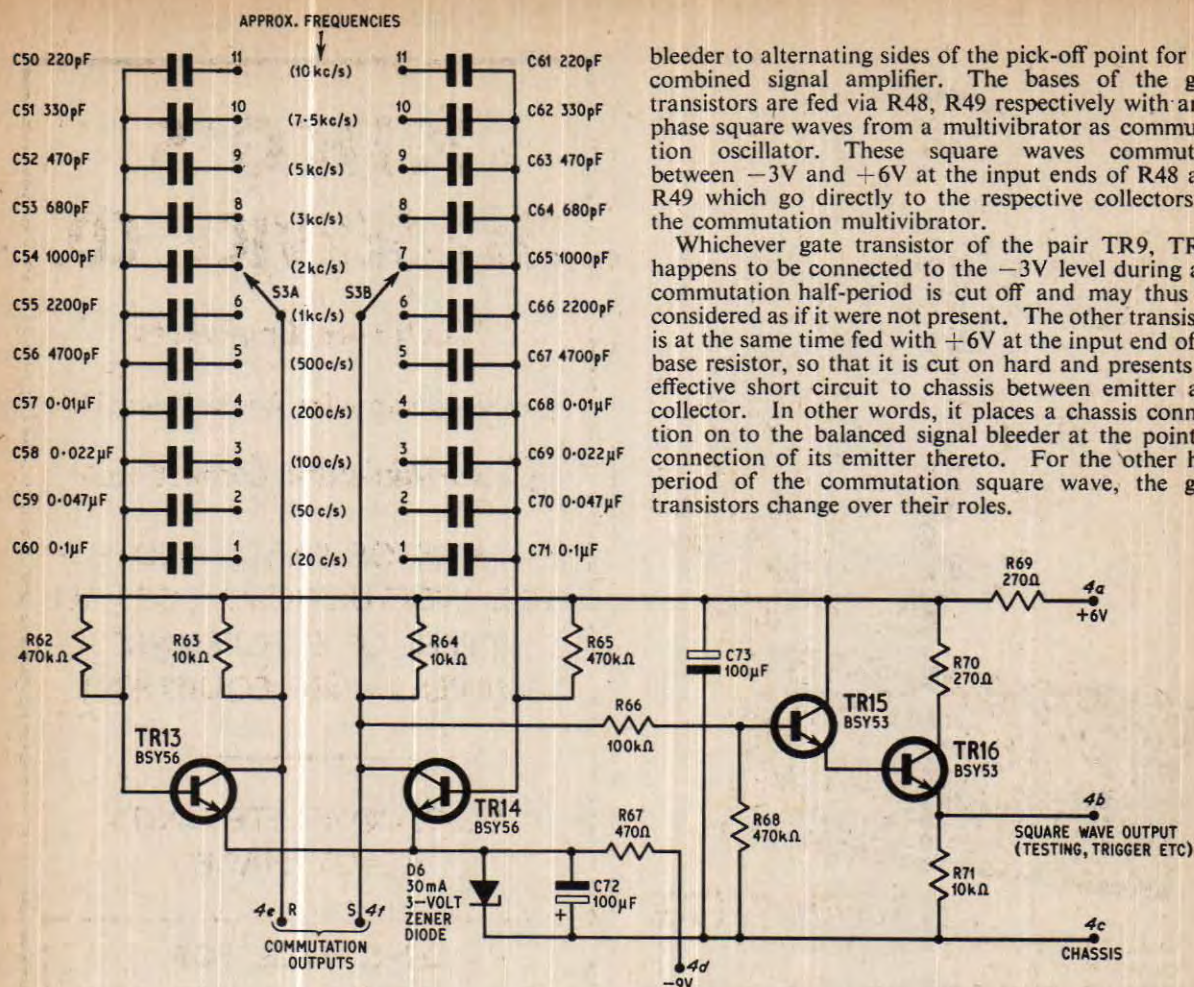 APPROX. FREQUENCIES
C50 220pF 11 (10 kc/s) 11 C61 220pF
C51 330pF 10 (7·5kc/s) 10 C62 330pF
C52 470pF 9 (5kc/s) 9 C63 470pF
C53 680pF 8 (3kc/s) 8 C64 680pF
C54 1000pF 7 (2kc/s) 7 C65 1000pF
S3A S3B
C55 2200pF 6 (1kc/s) 6 C66 2200pF
C56 4700pF 5 (500c/s) 5 C67 4700pF
C57 0·01µF 4 (200c/s) 4 C68 0·01µF
C58 0·022µF 3 (100c/s) 3 C69 0·022µF
C59 0·047µF 2 (50 c/s) 2 C70 0·047µF
C60 0·1µF 1 (20 c/s) 1 C71 0·1µF
bleeder to alternating sides of the pick-off point for
combined signal amplifier. The bases of the
transistors are fed via R48, R49 respectively with
phase square waves from a multivibrator as
tion oscillator. These square waves
between −3V and +6V at the input ends of R48
R49 which go directly to the respective collectors
the commutation multivibrator.
Whichever gate transistor of the pair TR9,
happens to be connected to the −3V level during
commutation half-period is cut off and may thus
considered as if it were not present. The other
is at the same time fed with +6V at the input end of
base resistor, so that it is cut on hard and presents
effective short circuit to chassis between emitter
collector. In other words, it places a chassis
tion on to the balanced signal bleeder at the point
connection of its emitter thereto. For the other
period of the commutation square wave, the
transistors change over their roles.
R69
270Ω
4a
+6V
R62
470kΩ
R63
10kΩ
R64
10kΩ
R65
470kΩ
C73
100µF
R70
270Ω
R66
100kΩ
TR15
BSY53
TR16
BSY53
TR13
BSY56
TR14
BSY56
R67
470Ω
R68
470kΩ
4b
SQUARE WAVE OUTPUT
(TESTING, TRIGGER ETC)
R71
10kΩ
D6
30mA
3-VOLT
ZENER
DIODE
C72
100µF
+
4e R S 4f
COMMUTATION
OUTPUTS
4d
−9V
4c
CHASSIS